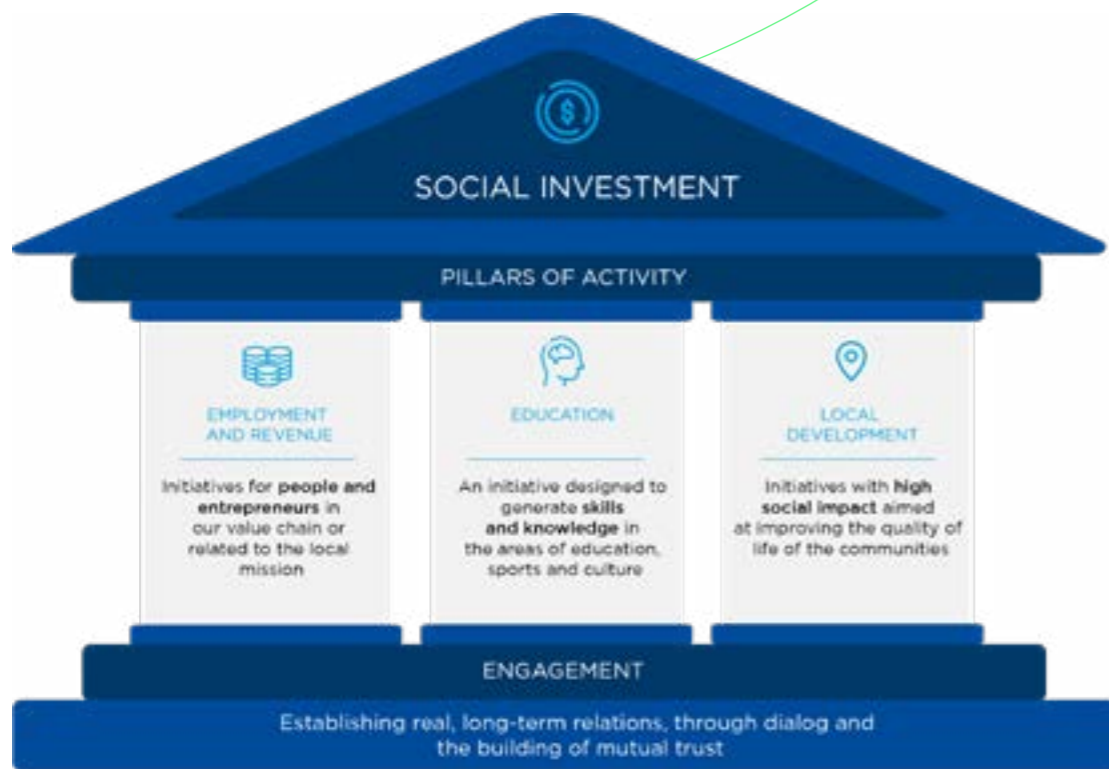 $
SOCIAL INVESTMENT
PILLARS OF ACTIVITY
EMPLOYMENT
AND REVENUE
Initiatives for people and
entrepreneurs in
our value chain or
related to the local
mission
EDUCATION
An initiative designed to
generate skills
and knowledge in
the areas of education,
sports and culture
LOCAL
DEVELOPMENT
Initiatives with high
social impact aimed
at improving the quality of
life of the communities
ENGAGEMENT
Establishing real, long-term relations, through dialog and
the building of mutual trust